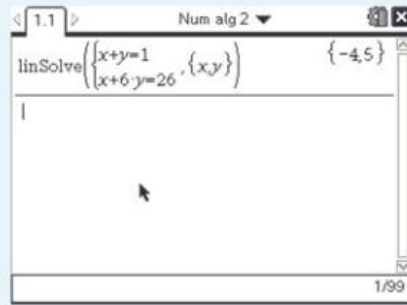 1.1
Num alg 2
linSolve({x+y=1
x+6·y=26 ,{x,y}) {-4,5}
1/99